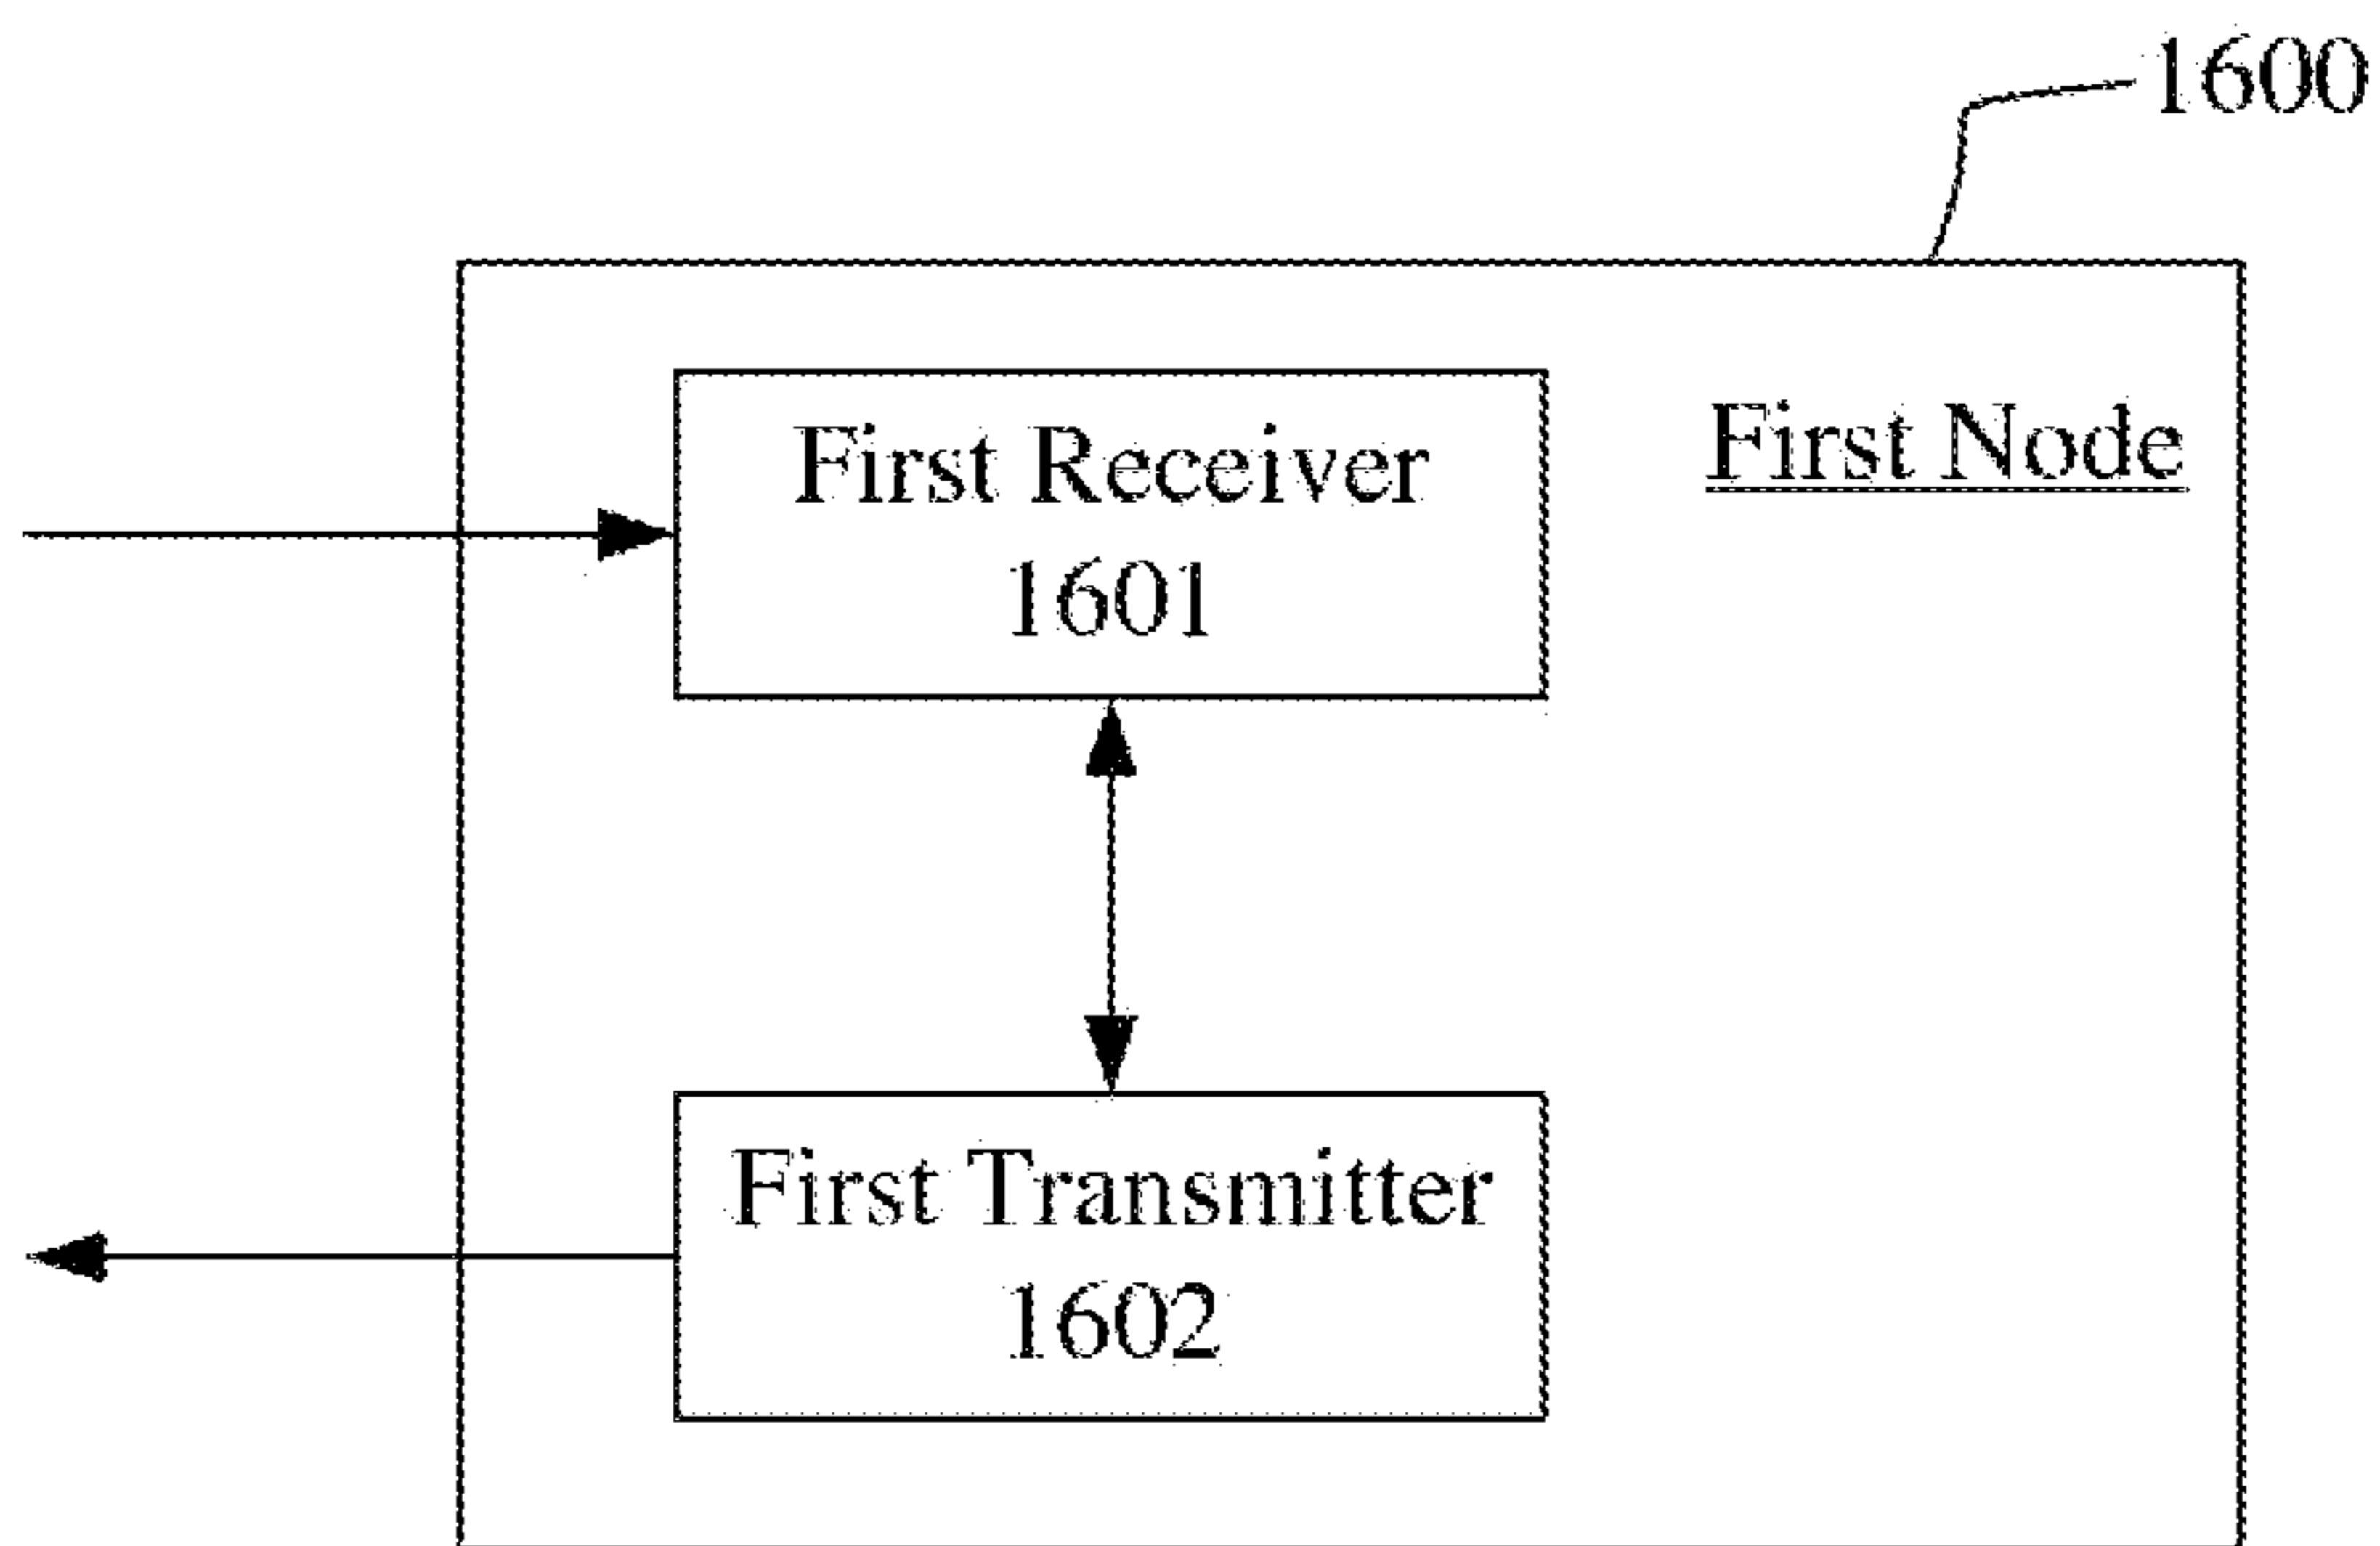 1600
First Node
First Receiver
1601
First Transmitter
1602